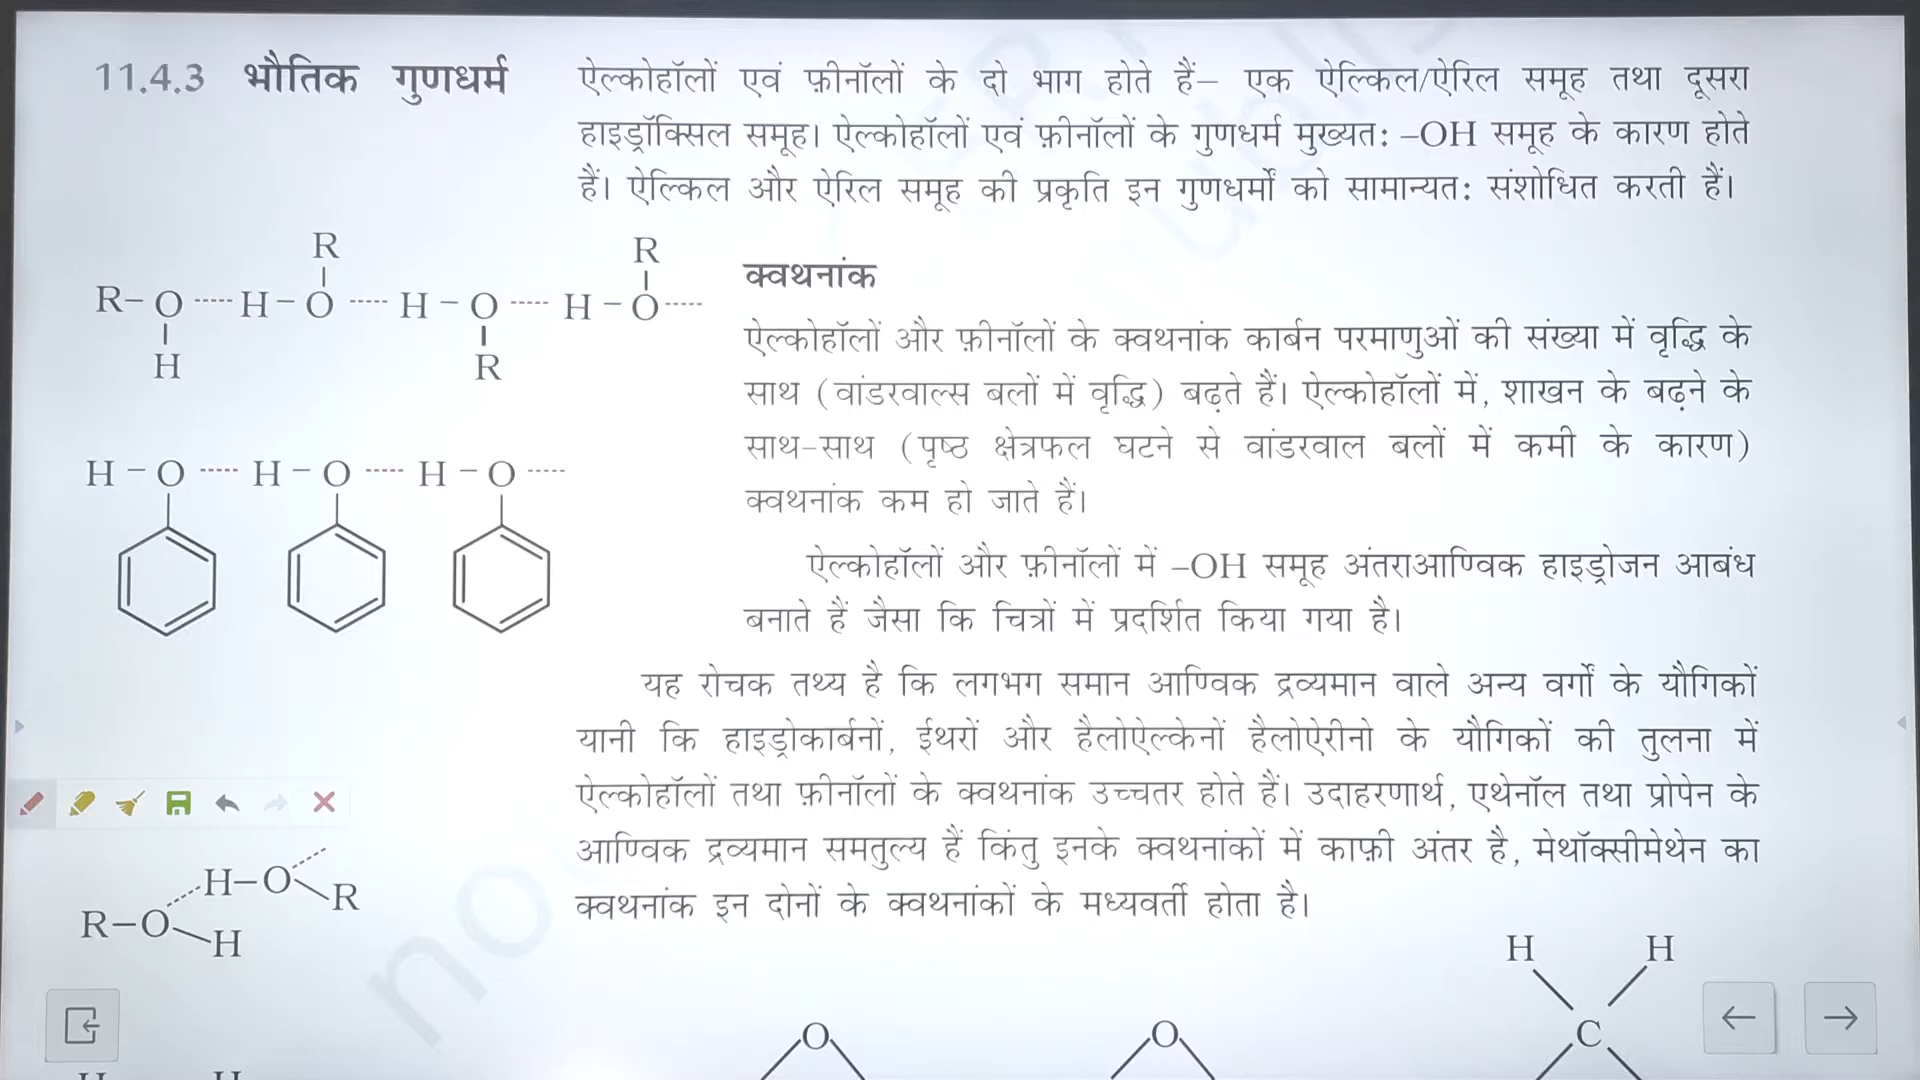 11.4.3 भौतिक गुणधर्म
ऐल्कोहॉलों एवं फ़ीनॉलों के दो भाग होते हैं– एक ऐल्किल/ऐरिल समूह तथा दूसरा
हाइड्रॉक्सिल समूह। ऐल्कोहॉलों एवं फ़ीनॉलों के गुणधर्म मुख्यत: –OH समूह के कारण होते
हैं। ऐल्किल और ऐरिल समूह की प्रकृति इन गुणधर्मों को सामान्यत: संशोधित करती हैं।
R R
R– O ----- H – O ----- H – O ----- H – O -----
H R
H – O ----- H – O ----- H – O -----
क्वथनांक
ऐल्कोहॉलों और फ़ीनॉलों के क्वथनांक कार्बन परमाणुओं की संख्या में वृद्धि के
साथ (वांडरवाल्स बलों में वृद्धि) बढ़ते हैं। ऐल्कोहॉलों में, शाखन के बढ़ने के
साथ-साथ (पृष्ठ क्षेत्रफल घटने से वांडरवाल बलों में कमी के कारण)
क्वथनांक कम हो जाते हैं।
ऐल्कोहॉलों और फ़ीनॉलों में –OH समूह अंतराआण्विक हाइड्रोजन आबंध
बनाते हैं जैसा कि चित्रों में प्रदर्शित किया गया है।
यह रोचक तथ्य है कि लगभग समान आण्विक द्रव्यमान वाले अन्य वर्गों के यौगिकों
यानी कि हाइड्रोकार्बनों, ईथरों और हैलोऐल्केनों हैलोऐरीनो के यौगिकों की तुलना में
ऐल्कोहॉलों तथा फ़ीनॉलों के क्वथनांक उच्चतर होते हैं। उदाहरणार्थ, एथेनॉल तथा प्रोपेन के
आण्विक द्रव्यमान समतुल्य हैं किंतु इनके क्वथनांकों में काफ़ी अंतर है, मेथॉक्सीमेथेन का
क्वथनांक इन दोनों के क्वथनांकों के मध्यवर्ती होता है।
H–O R
R–O H
H H
O O C